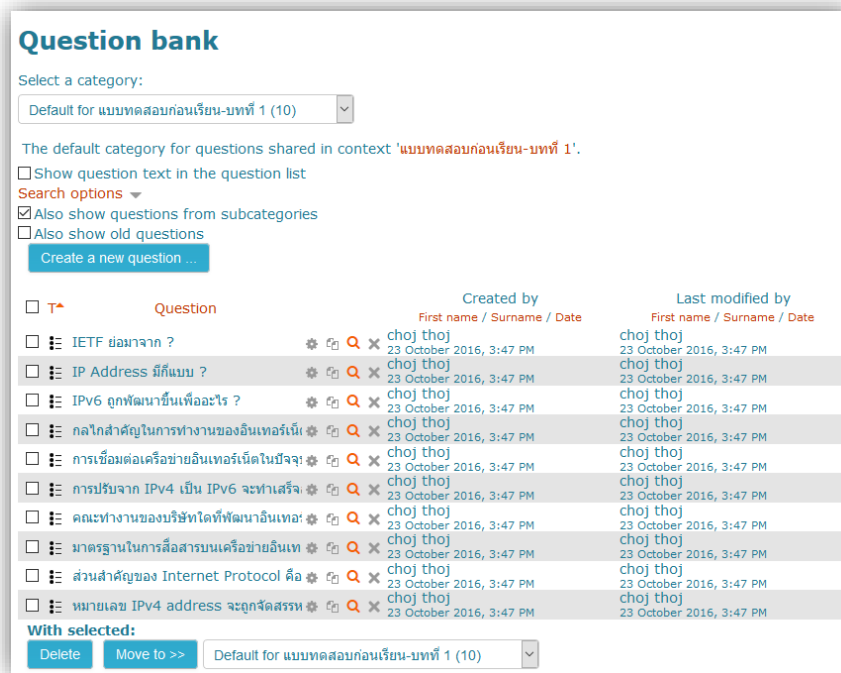 Question bank
Select a category:
Default for แบบทดสอบก่อนเรียน-บทที่ 1 (10)
The default category for questions shared in context 'แบบทดสอบก่อนเรียน-บทที่ 1'.
Show question text in the question list
Search options
Also show questions from subcategories
Also show old questions
Create a new question ...
T Question Created by Last modified by
First name / Surname / Date First name / Surname / Date
IETF ย่อมาจาก ? choj thoj choj thoj
23 October 2016, 3:47 PM 23 October 2016, 3:47 PM
IP Address มีกี่แบบ ? choj thoj choj thoj
23 October 2016, 3:47 PM 23 October 2016, 3:47 PM
IPv6 ถูกพัฒนาขึ้นเพื่ออะไร ? choj thoj choj thoj
23 October 2016, 3:47 PM 23 October 2016, 3:47 PM
กลไกสำคัญในการทำงานของอินเทอร์เน็ choj thoj choj thoj
23 October 2016, 3:47 PM 23 October 2016, 3:47 PM
การเชื่อมต่อเครือข่ายอินเทอร์เน็ตในปัจจุ choj thoj choj thoj
23 October 2016, 3:47 PM 23 October 2016, 3:47 PM
การปรับจาก IPv4 เป็น IPv6 จะทำเสร็จ choj thoj choj thoj
23 October 2016, 3:47 PM 23 October 2016, 3:47 PM
คณะทำงานของบริษัทใดที่พัฒนาอินเทอร์ choj thoj choj thoj
23 October 2016, 3:47 PM 23 October 2016, 3:47 PM
มาตรฐานในการสื่อสารบนเครือข่ายอินเท choj thoj choj thoj
23 October 2016, 3:47 PM 23 October 2016, 3:47 PM
ส่วนสำคัญของ Internet Protocol คือ choj thoj choj thoj
23 October 2016, 3:47 PM 23 October 2016, 3:47 PM
หมายเลข IPv4 address จะถูกจัดสรรห choj thoj choj thoj
23 October 2016, 3:47 PM 23 October 2016, 3:47 PM
With selected:
Delete Move to >> Default for แบบทดสอบก่อนเรียน-บทที่ 1 (10)